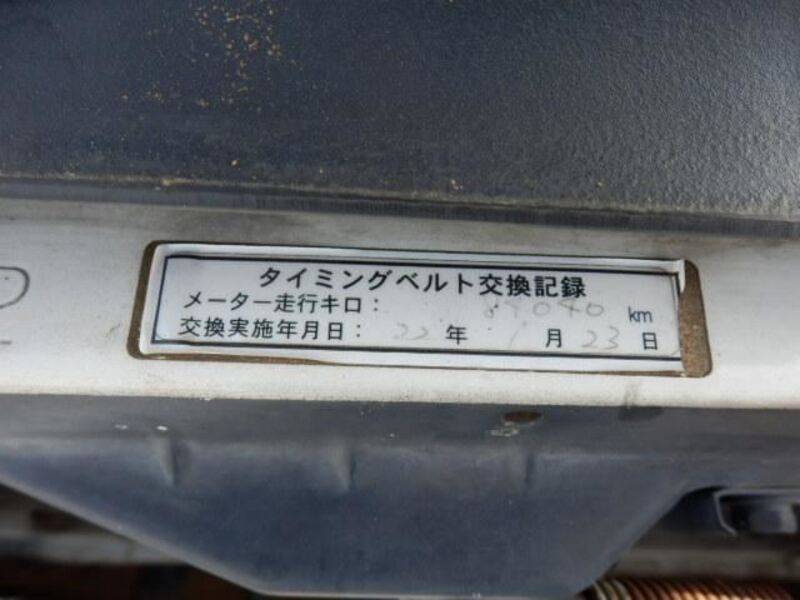 タイミングベルト交換記録
メーター走行キロ： km
交換実施年月日： 22 年 1 月 23 日